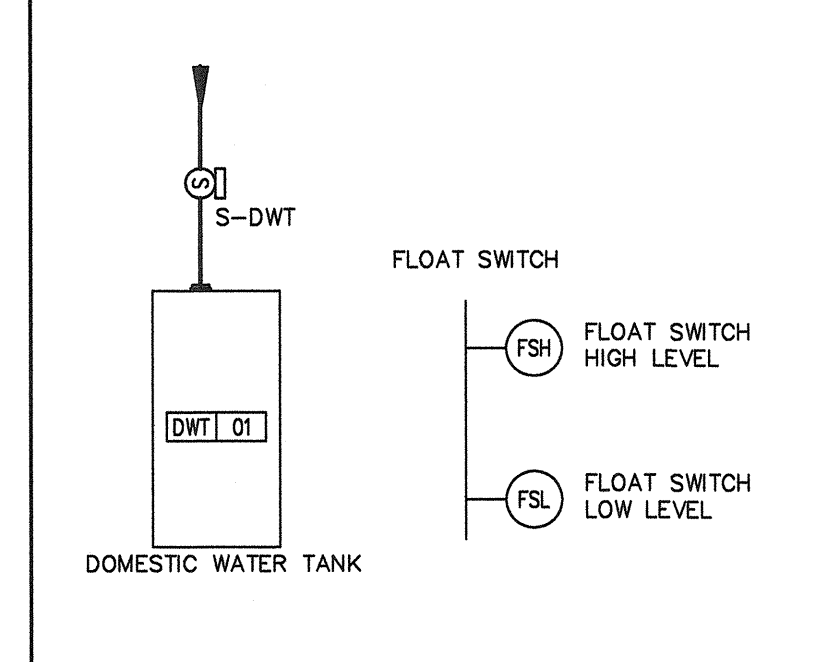 S
S-DWT
FLOAT SWITCH
FSH
FLOAT SWITCH
HIGH LEVEL
DWT 01
FSL
FLOAT SWITCH
LOW LEVEL
DOMESTIC WATER TANK